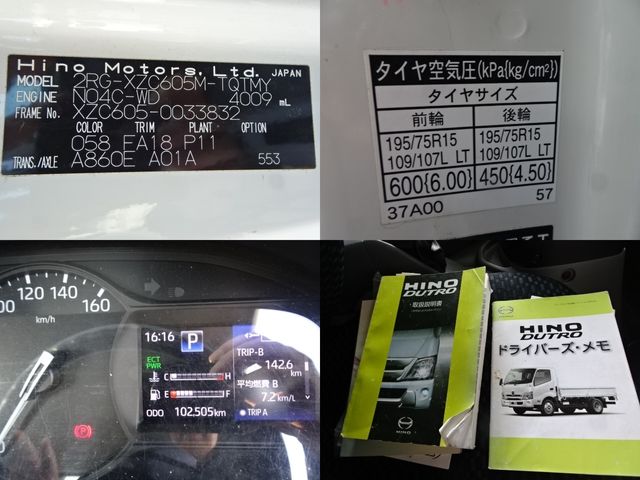 Hino Motors, Ltd. JAPAN
MODEL 2RG-XZC605M-TQTMY
ENGINE N04C-WD 4009 mL
FRAME No. XZC605-0033832
COLOR TRIM PLANT OPTION
058 EA18 P11
TRANS./AXLE A860E A01A 553
タイヤ空気圧(kPa{kg/cm²})
タイヤサイズ
前輪 後輪
195/75R15 195/75R15
109/107L LT 109/107L LT
600{6.00} 450{4.50}
37A00 57
120 140 160
km/h
16:16 P
ECT PWR
TRIP-B
142.6 km
C H
平均燃費 B
E F
7.2 km/L
ODO 102,505km
TRIP A
HINO
DUTRO
取扱説明書
HINO
HINO
DUTRO
ドライバーズ・メモ